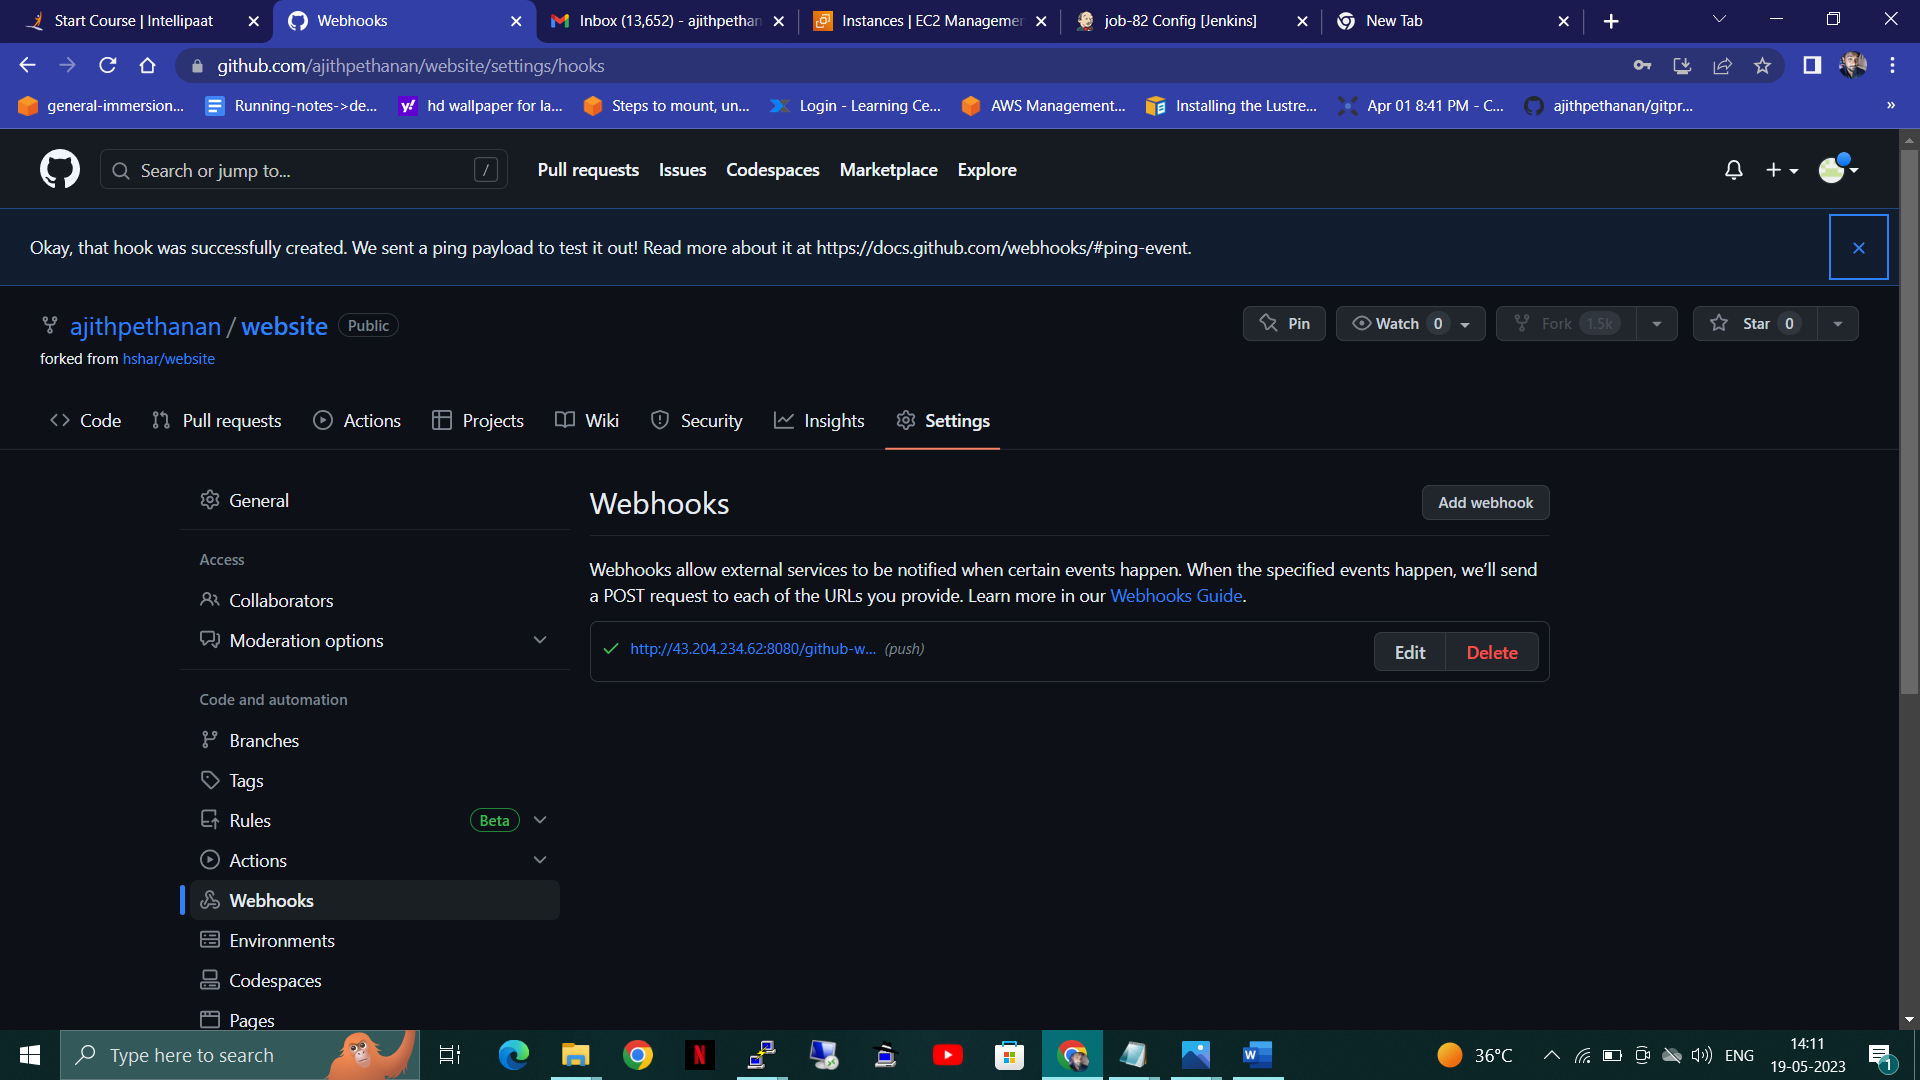 Start Course | Intellipaat
Webhooks
Inbox (13,652) - ajithpethan
Instances | EC2 Managemen
job-82 Config [Jenkins]
New Tab
github.com/ajithpethanan/website/settings/hooks
general-immersion...
Running-notes->de...
hd wallpaper for la...
Steps to mount, un...
Login - Learning Ce...
AWS Management...
Installing the Lustre...
Apr 01 8:41 PM - C...
ajithpethanan/gitpr...
»
Search or jump to...
/
Pull requests
Issues
Codespaces
Marketplace
Explore
Okay, that hook was successfully created. We sent a ping payload to test it out! Read more about it at https://docs.github.com/webhooks/#ping-event.
ajithpethanan / website
Public
Pin
Watch 0
Fork 1.5k
Star 0
forked from hshar/website
Code
Pull requests
Actions
Projects
Wiki
Security
Insights
Settings
General
Access
Collaborators
Moderation options
Code and automation
Branches
Tags
Rules
Beta
Actions
Webhooks
Environments
Codespaces
Pages
Webhooks
Add webhook
Webhooks allow external services to be notified when certain events happen. When the specified events happen, we'll send
a POST request to each of the URLs you provide. Learn more in our Webhooks Guide.
http://43.204.234.62:8080/github-w... (push)
Edit
Delete
Type here to search
36°C
ENG
14:11
19-05-2023
1